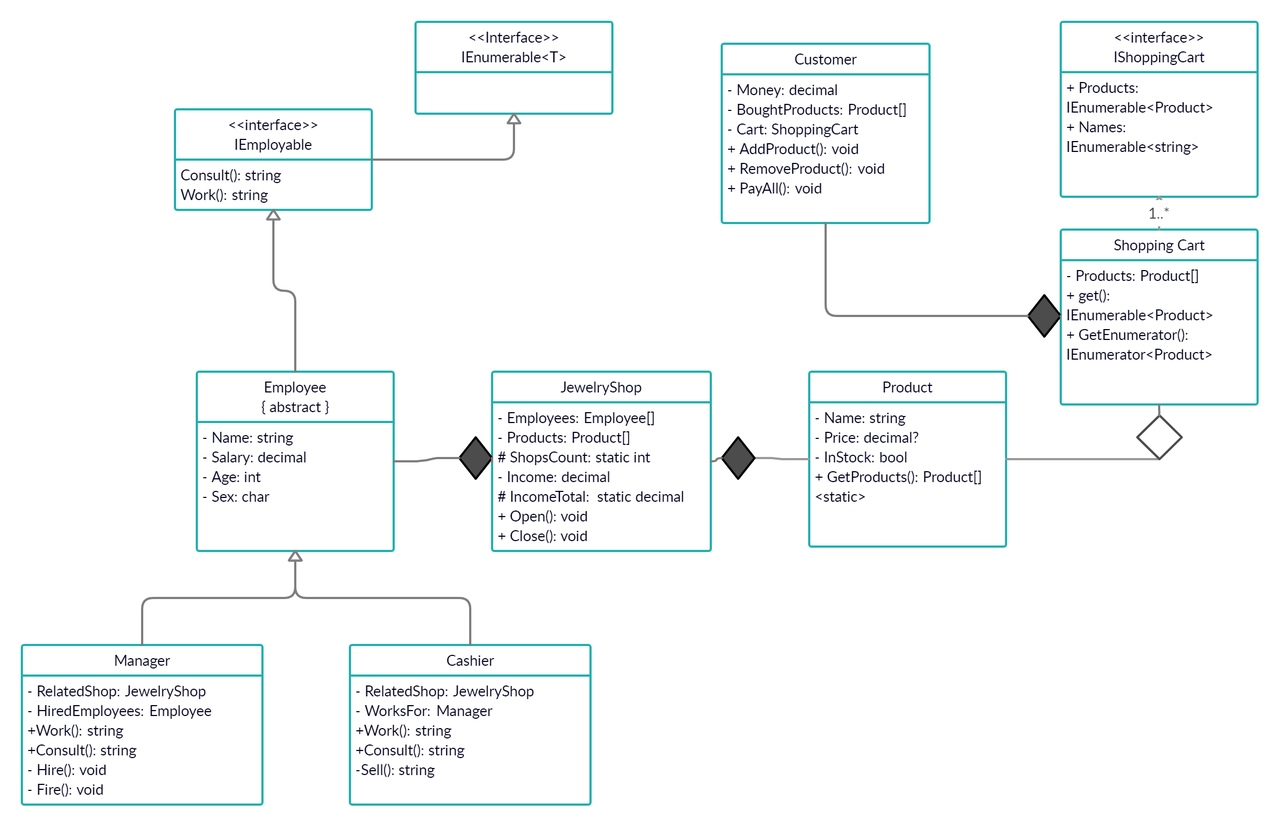 <<Interface>>
IEnumerable<T>
<<interface>>
IEmployable
Consult(): string
Work(): string
Customer
- Money: decimal
- BoughtProducts: Product[]
- Cart: ShoppingCart
+ AddProduct(): void
+ RemoveProduct(): void
+ PayAll(): void
<<interface>>
IShoppingCart
+ Products:
IEnumerable<Product>
+ Names:
IEnumerable<string>
1..*
Shopping Cart
- Products: Product[]
+ get():
IEnumerable<Product>
+ GetEnumerator():
IEnumerator<Product>
Employee
{ abstract }
- Name: string
- Salary: decimal
- Age: int
- Sex: char
JewelryShop
- Employees: Employee[]
- Products: Product[]
# ShopsCount: static int
- Income: decimal
# IncomeTotal:  static decimal
+ Open(): void
+ Close(): void
Product
- Name: string
- Price: decimal?
- InStock: bool
+ GetProducts(): Product[]
<static>
Manager
- RelatedShop: JewelryShop
- HiredEmployees: Employee
+Work(): string
+Consult(): string
- Hire(): void
- Fire(): void
Cashier
- RelatedShop: JewelryShop
- WorksFor: Manager
+Work(): string
+Consult(): string
-Sell(): string